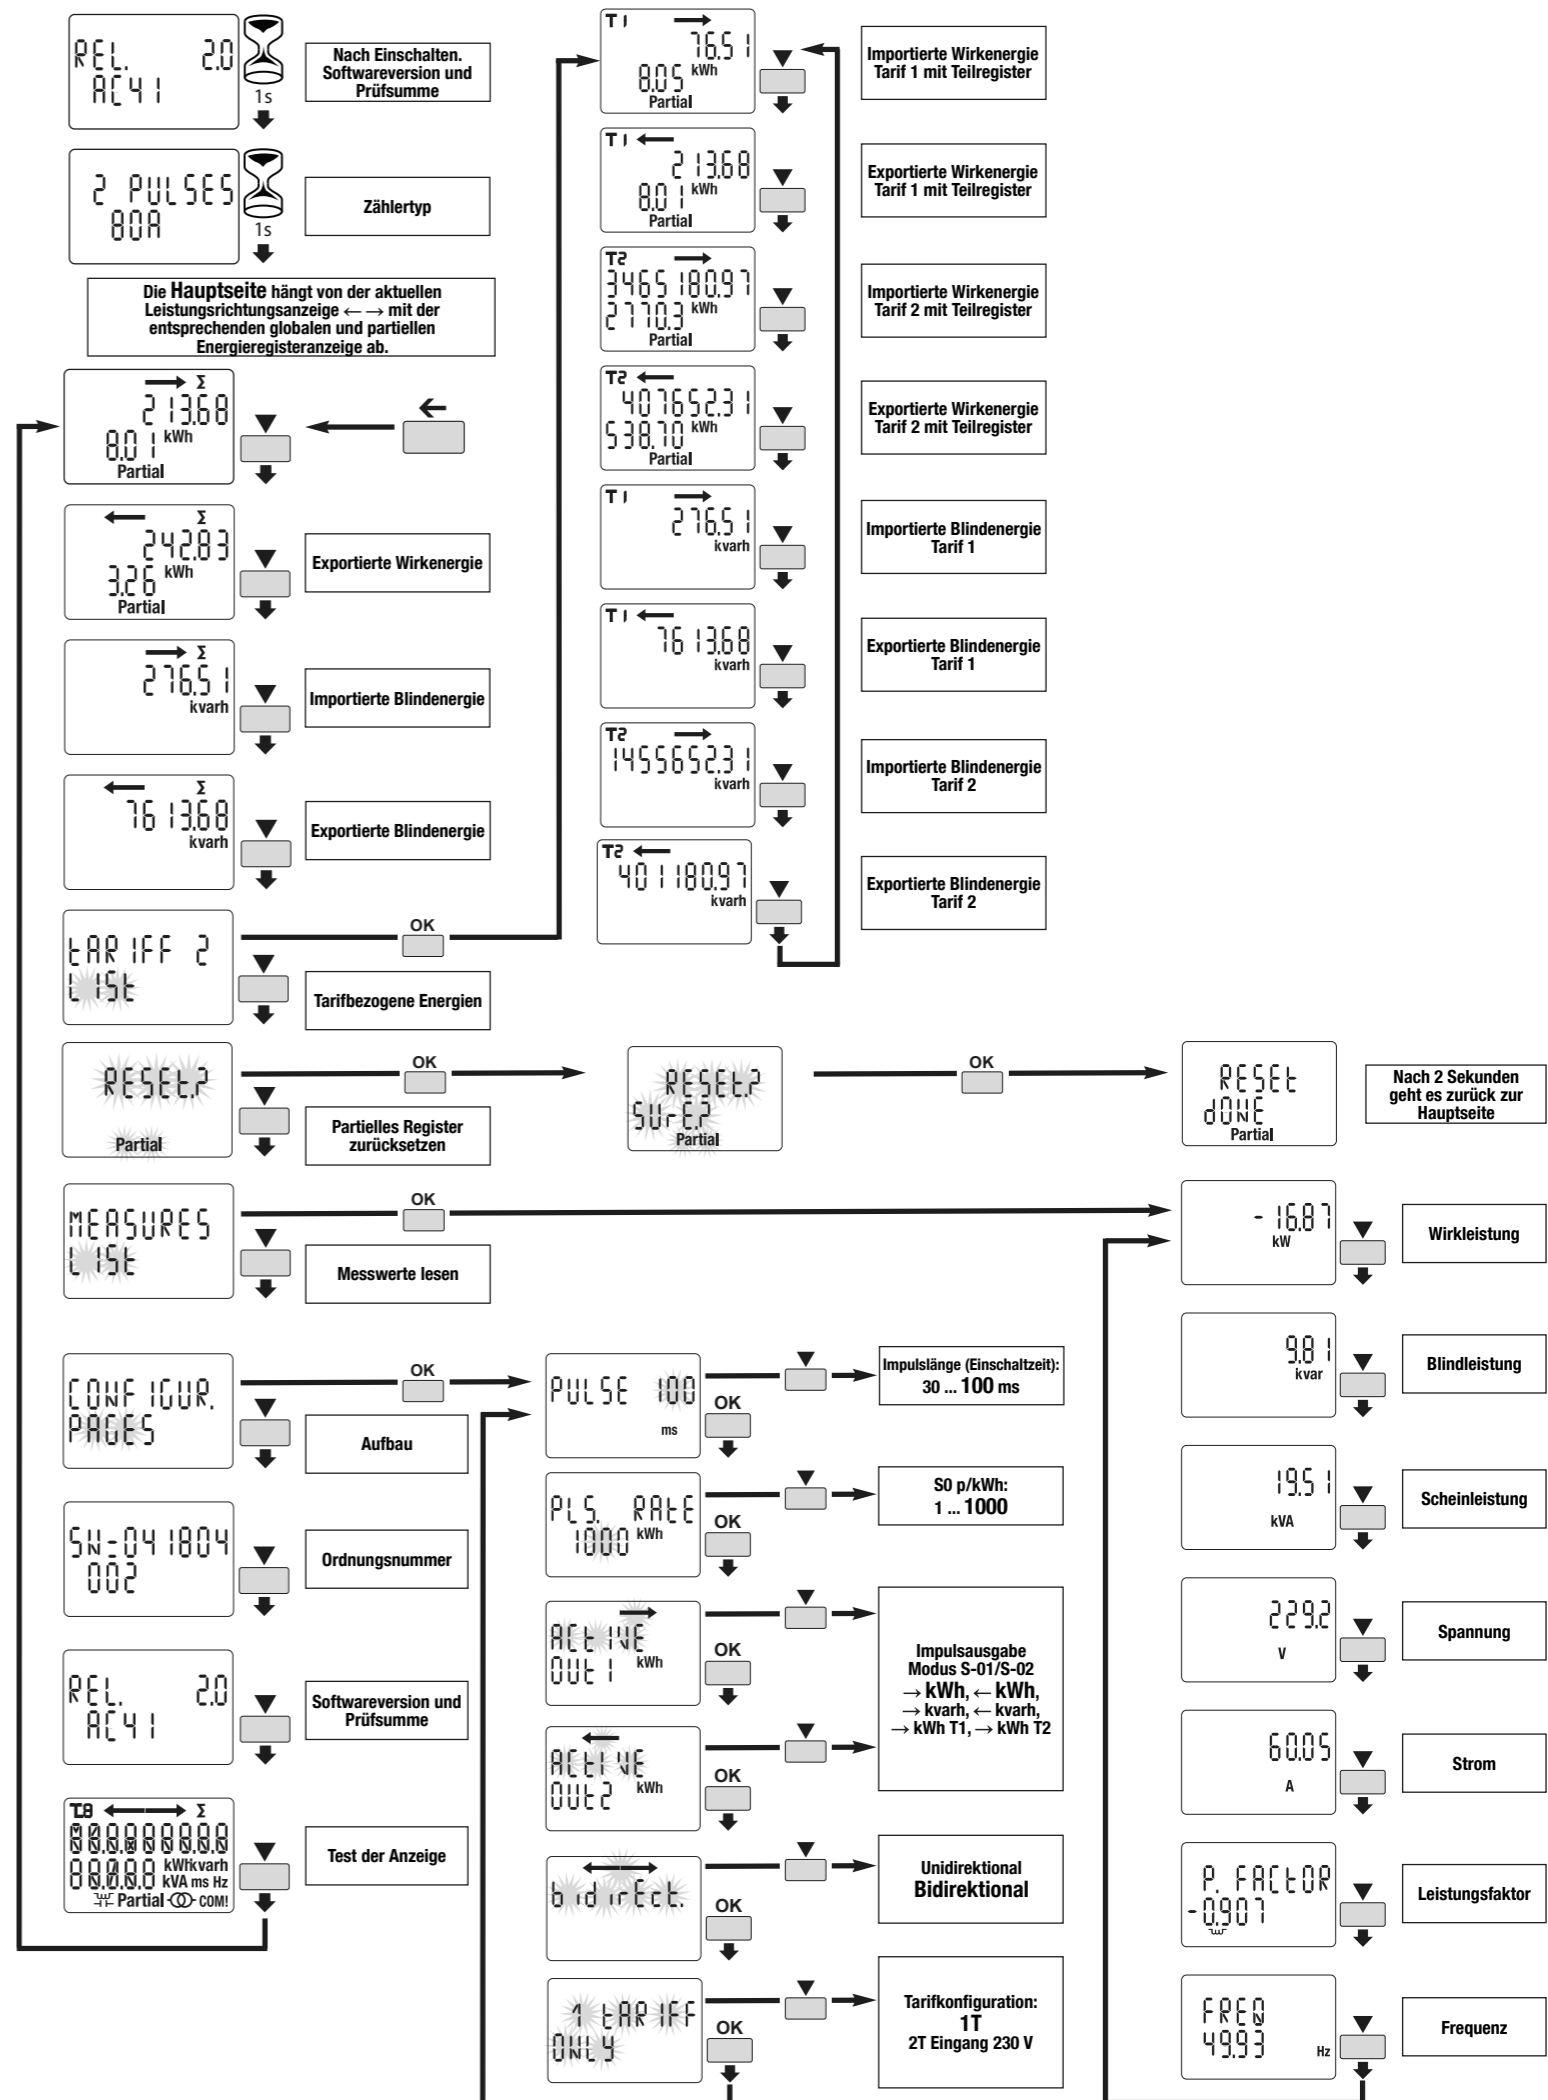 REL. 2.0
AC41
1s
Nach Einschalten.
Softwareversion und
Prüfsumme
2 PULSES
80A
1s
Zählertyp
Die Hauptseite hängt von der aktuellen
Leistungsrichtungsanzeige ← → mit der
entsprechenden globalen und partiellen
Energieregisteranzeige ab.
→ Σ
213.68
8.01 kWh
Partial
←
← Σ
242.83
3.26 kWh
Partial
Exportierte Wirkenergie
→ Σ
276.51
kvarh
Importierte Blindenergie
← Σ
7613.68
kvarh
Exportierte Blindenergie
tARIFF 2
LISt
OK
Tarifbezogene Energien
RESEt.?
Partial
OK
Partielles Register
zurücksetzen
RESEt.?
SUrE.?
Partial
OK
RESEt
dONE
Partial
Nach 2 Sekunden
geht es zurück zur
Hauptseite
MEASURES
LISt
OK
Messwerte lesen
CONFIGUR.
PAGES
OK
Aufbau
SN=041804
002
Ordnungsnummer
REL. 2.0
AC41
Softwareversion und
Prüfsumme
T.8 ← → Σ
kWhkvarh
kVA ms Hz
Partial COM!
Test der Anzeige
T1 →
76.51
8.05 kWh
Partial
Importierte Wirkenergie
Tarif 1 mit Teilregister
T1 ←
213.68
8.01 kWh
Partial
Exportierte Wirkenergie
Tarif 1 mit Teilregister
T2 →
3465180.97
2770.3 kWh
Partial
Importierte Wirkenergie
Tarif 2 mit Teilregister
T2 ←
407652.31
538.70 kWh
Partial
Exportierte Wirkenergie
Tarif 2 mit Teilregister
T1 →
276.51
kvarh
Importierte Blindenergie
Tarif 1
T1 ←
7613.68
kvarh
Exportierte Blindenergie
Tarif 1
T2 →
1455652.31
kvarh
Importierte Blindenergie
Tarif 2
T2 ←
401180.97
kvarh
Exportierte Blindenergie
Tarif 2
PULSE 100
ms
OK
Impulslänge (Einschaltzeit):
30 ... 100 ms
PLS. RAtE
1000 kWh
OK
S0 p/kWh:
1 ... 1000
→
ACtIVE
OUt1 kWh
OK
Impulsausgabe
Modus S-01/S-02
→ kWh, ← kWh,
→ kvarh, ← kvarh,
→ kWh T1, → kWh T2
←
ACtIVE
OUt2 kWh
OK
bidirEct.
OK
Unidirektional
Bidirektional
1 tARIFF
ONLY
OK
Tarifkonfiguration:
1T
2T Eingang 230 V
-16.87
kW
Wirkleistung
9.81
kvar
Blindleistung
19.51
kVA
Scheinleistung
229.2
V
Spannung
60.05
A
Strom
P. FACtOR
-0.907
Leistungsfaktor
FREQ
49.93
Hz
Frequenz